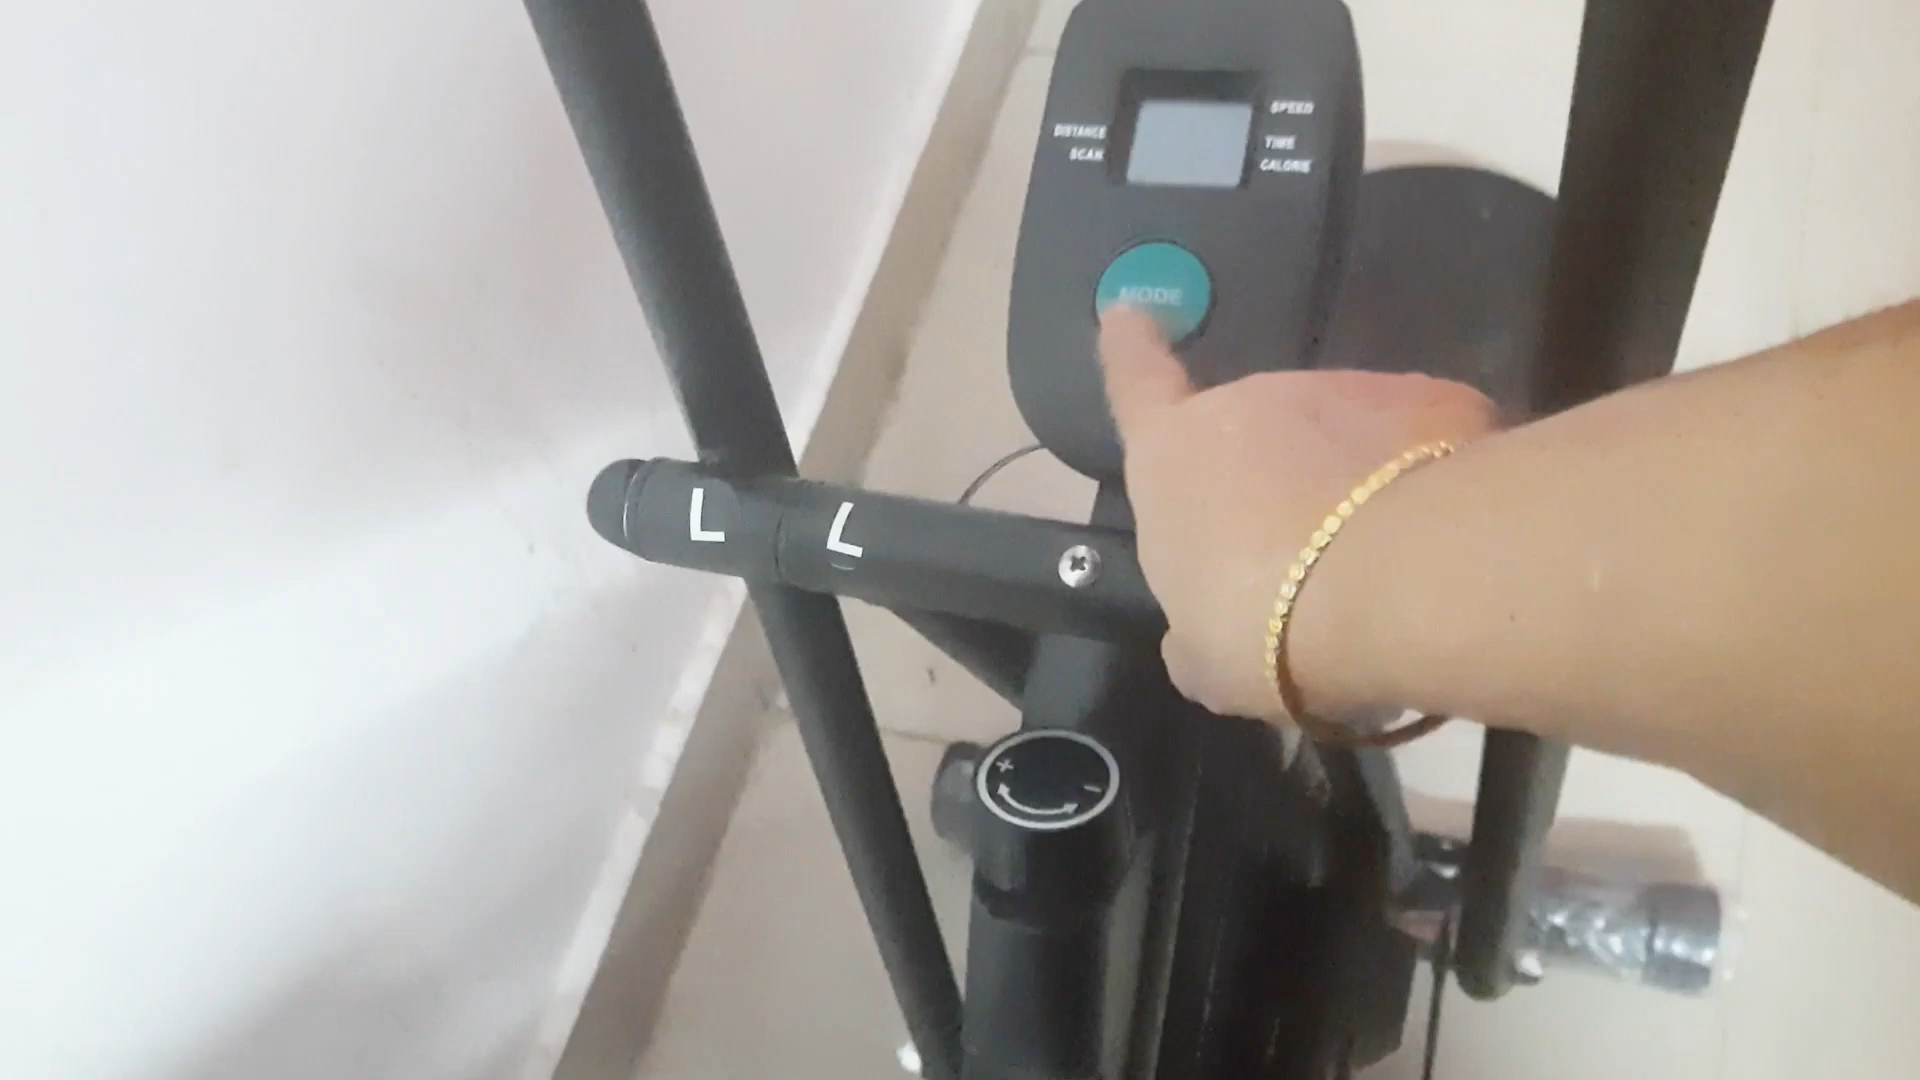 SPEED
DISTANCE
TIME
SCAN
CALORIE
MODE
L L
+ -